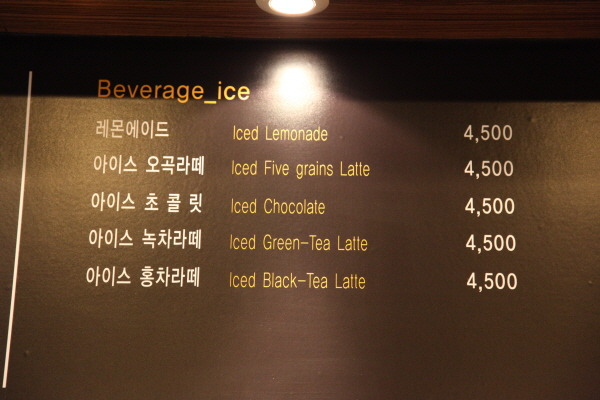 Beverage_ice
레몬에이드 Iced Lemonade 4,500
아이스 오곡라떼 Iced Five grains Latte 4,500
아이스 초 콜 릿 Iced Chocolate 4,500
아이스 녹차라떼 Iced Green-Tea Latte 4,500
아이스 홍차라떼 Iced Black-Tea Latte 4,500